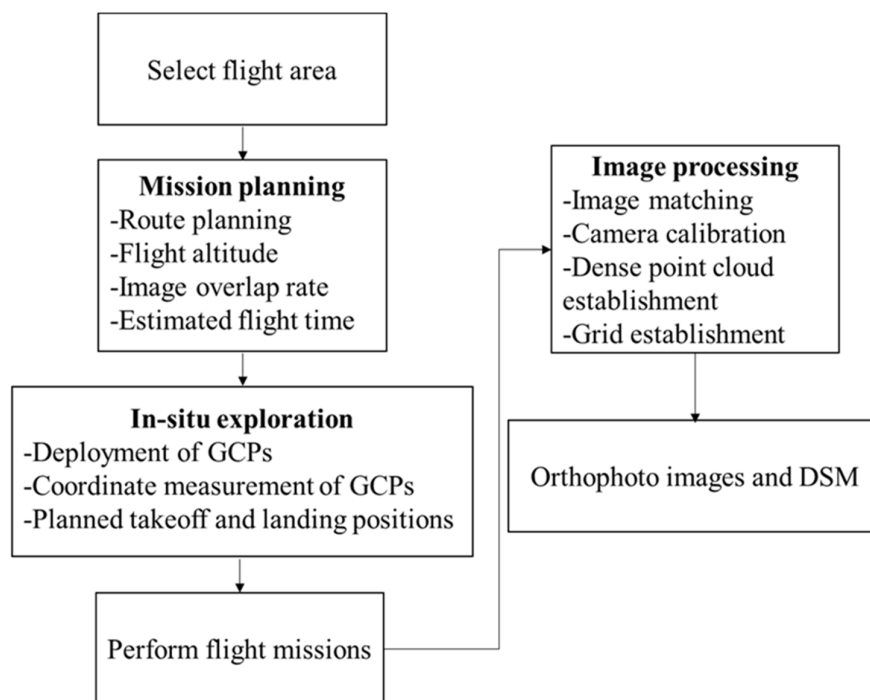 Select flight area
Mission planning
-Route planning
-Flight altitude
-Image overlap rate
-Estimated flight time
In-situ exploration
-Deployment of GCPs
-Coordinate measurement of GCPs
-Planned takeoff and landing positions
Perform flight missions
Image processing
-Image matching
-Camera calibration
-Dense point cloud
establishment
-Grid establishment
Orthophoto images and DSM